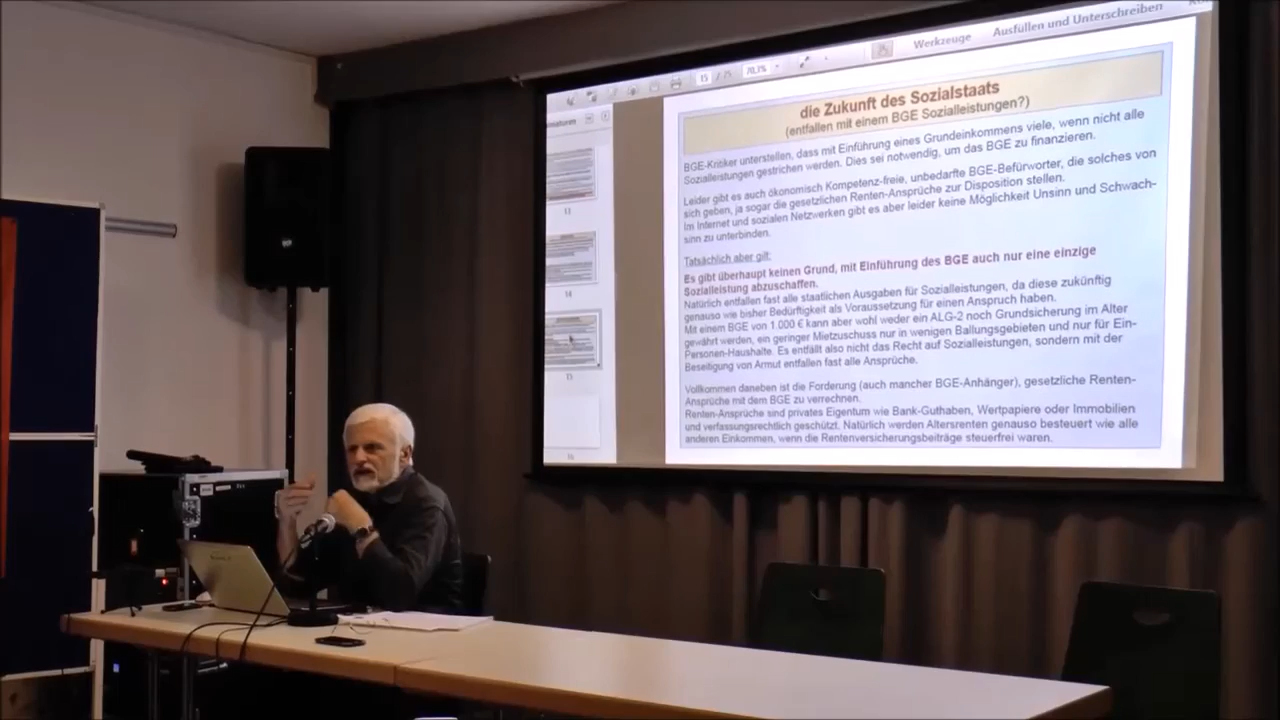 Werkzeuge
Ausfüllen und Unterschreiben
15 / 25
70,7%
die Zukunft des Sozialstaats
(entfallen mit einem BGE Sozialleistungen?)
BGE-Kritiker unterstellen, dass mit Einführung eines Grundeinkommens viele, wenn nicht alle
Sozialleistungen gestrichen werden. Dies sei notwendig, um das BGE zu finanzieren.
Leider gibt es auch ökonomisch Kompetenz-freie, unbedarfte BGE-Befürworter, die solches von
sich geben, ja sogar die gesetzlichen Renten-Ansprüche zur Disposition stellen.
Im Internet und sozialen Netzwerken gibt es aber leider keine Möglichkeit Unsinn und Schwach-
sinn zu unterbinden.
Tatsächlich aber gilt:
Es gibt überhaupt keinen Grund, mit Einführung des BGE auch nur eine einzige
Sozialleistung abzuschaffen.
Natürlich entfallen fast alle staatlichen Ausgaben für Sozialleistungen, da diese zukünftig
genauso wie bisher Bedürftigkeit als Voraussetzung für einen Anspruch haben.
Mit einem BGE von 1.000 € kann aber wohl weder ein ALG-2 noch Grundsicherung im Alter
gewährt werden, ein geringer Mietzuschuss nur in wenigen Ballungsgebieten und nur für Ein-
Personen-Haushalte. Es entfällt also nicht das Recht auf Sozialleistungen, sondern mit der
Beseitigung von Armut entfallen fast alle Ansprüche.
Vollkommen daneben ist die Forderung (auch mancher BGE-Anhänger), gesetzliche Renten-
Ansprüche mit dem BGE zu verrechnen.
Renten-Ansprüche sind privates Eigentum wie Bank-Guthaben, Wertpapiere oder Immobilien
und verfassungsrechtlich geschützt. Natürlich werden Altersrenten genauso besteuert wie alle
anderen Einkommen, wenn die Rentenversicherungsbeiträge steuerfrei waren.
13
14
15
16